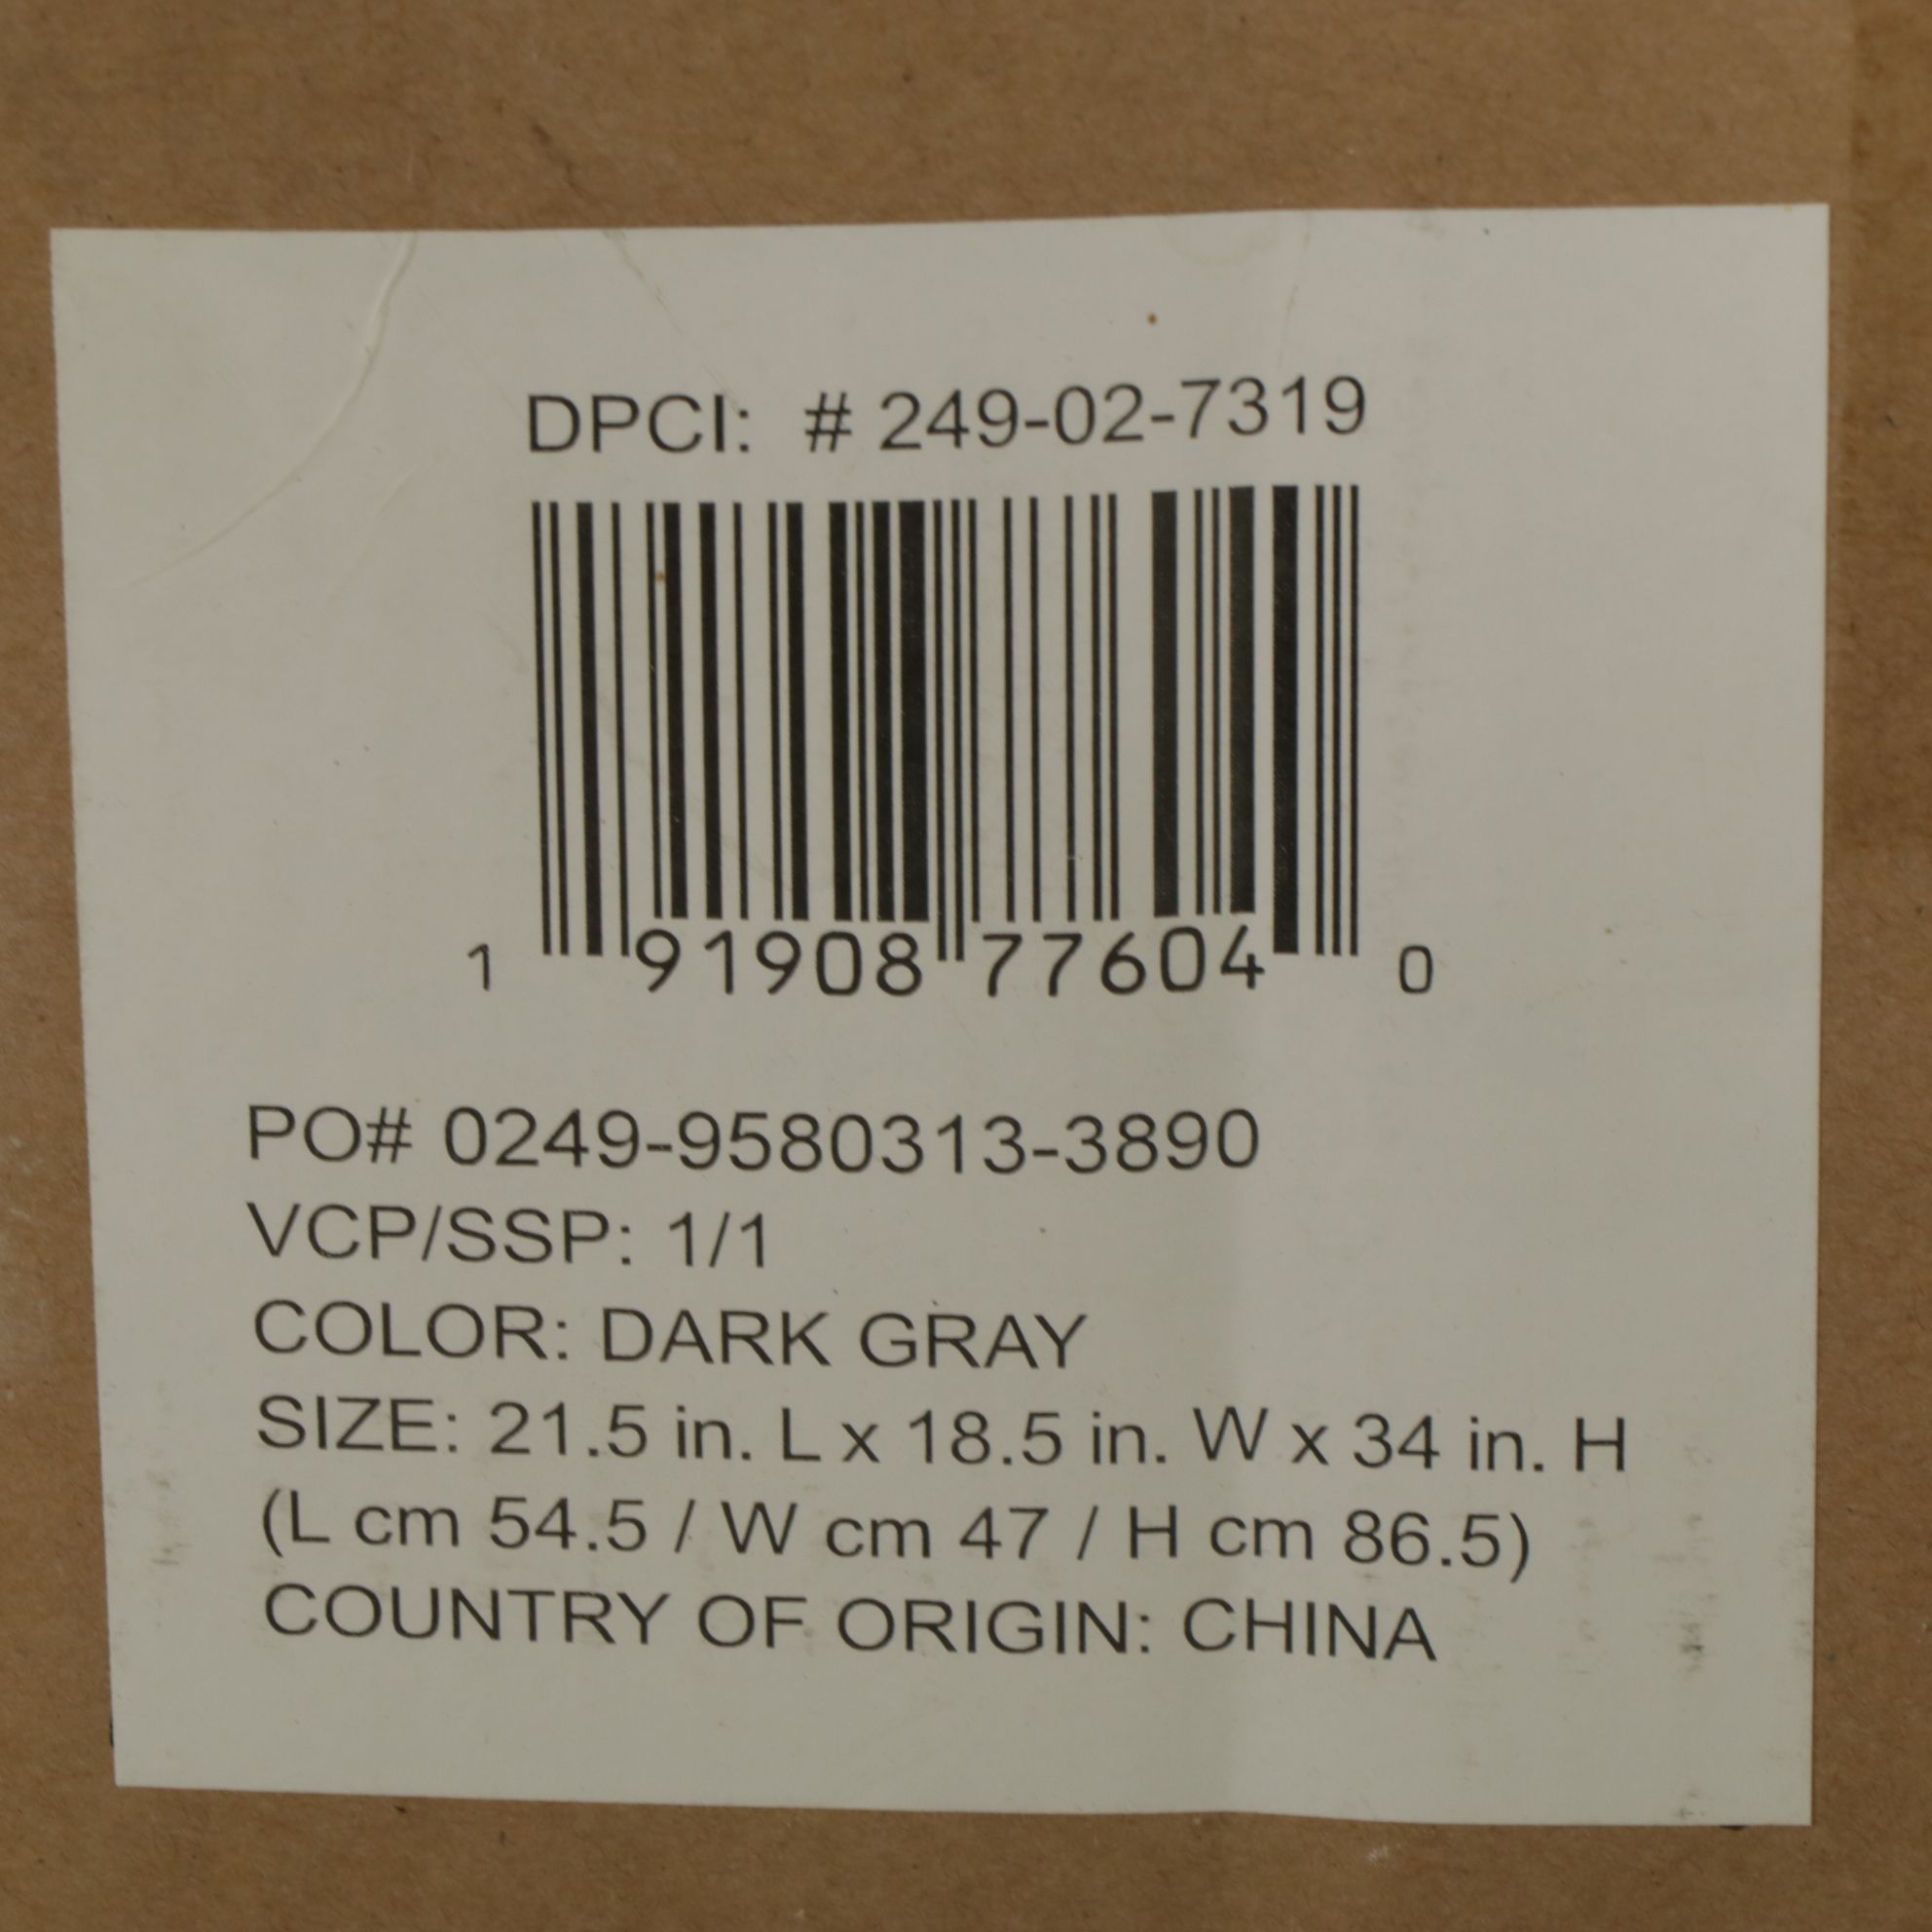 DPCI: # 249-02-7319
1 91908 77604 0
PO# 0249-9580313-3890
VCP/SSP: 1/1
COLOR: DARK GRAY
SIZE: 21.5 in. L x 18.5 in. W x 34 in. H
(L cm 54.5 / W cm 47 / H cm 86.5)
COUNTRY OF ORIGIN: CHINA